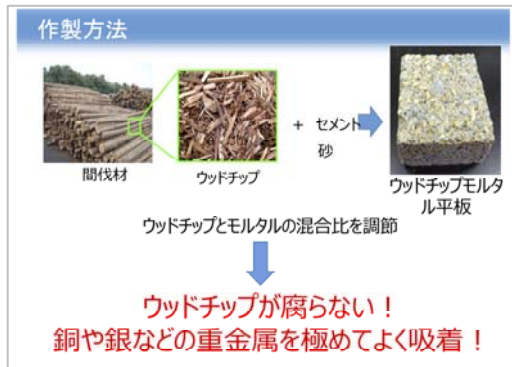 作製方法
間伐材
ウッドチップ
+ セメント
砂
ウッドチップモルタ
ル平板
ウッドチップとモルタルの混合比を調節
ウッドチップが腐らない！
銅や銀などの重金属を極めてよく吸着！